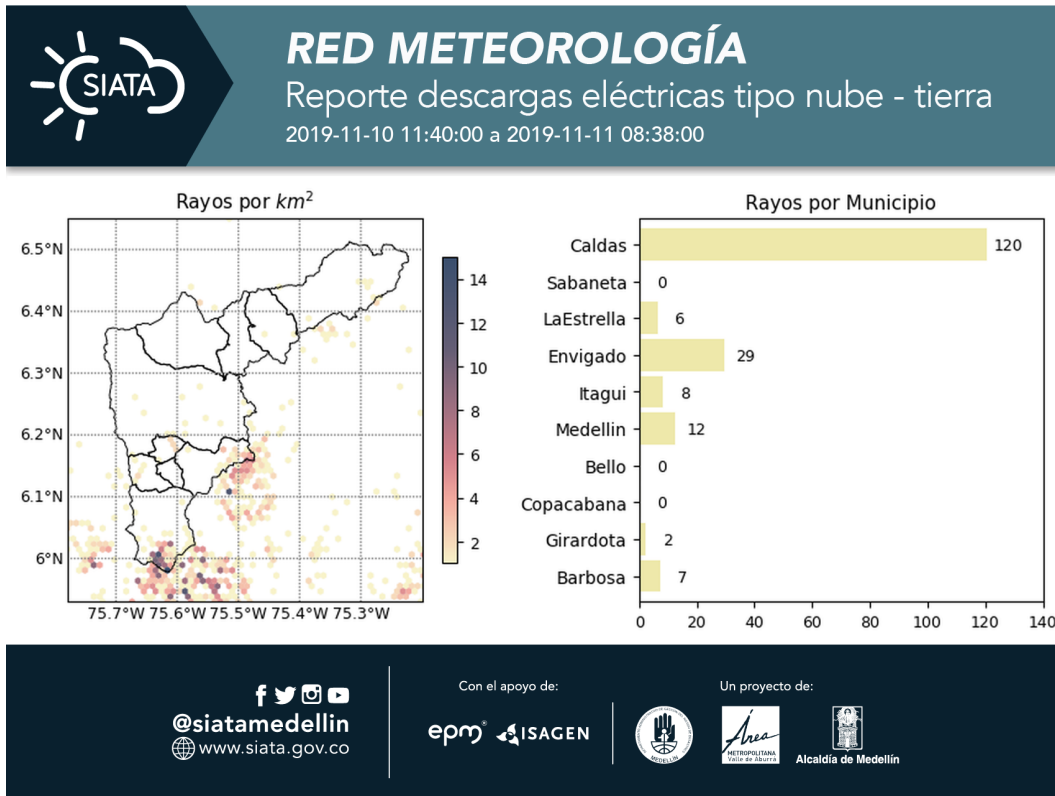 SIATA
RED METEOROLOGÍA
Reporte descargas eléctricas tipo nube - tierra
2019-11-10 11:40:00 a 2019-11-11 08:38:00
Rayos por km²
6.5°N
6.4°N
6.3°N
6.2°N
6.1°N
6°N
75.7°W 75.6°W 75.5°W 75.4°W 75.3°W
14
12
10
8
6
4
2
Rayos por Municipio
Caldas 120
Sabaneta 0
LaEstrella 6
Envigado 29
Itagui 8
Medellin 12
Bello 0
Copacabana 0
Girardota 2
Barbosa 7
0 20 40 60 80 100 120 140
@siatamedellin
www.siata.gov.co
Con el apoyo de:
epm® ISAGEN
Un proyecto de:
MEDELLIN
Área
METROPOLITANA
Valle de Aburrá
Alcaldía de Medellín